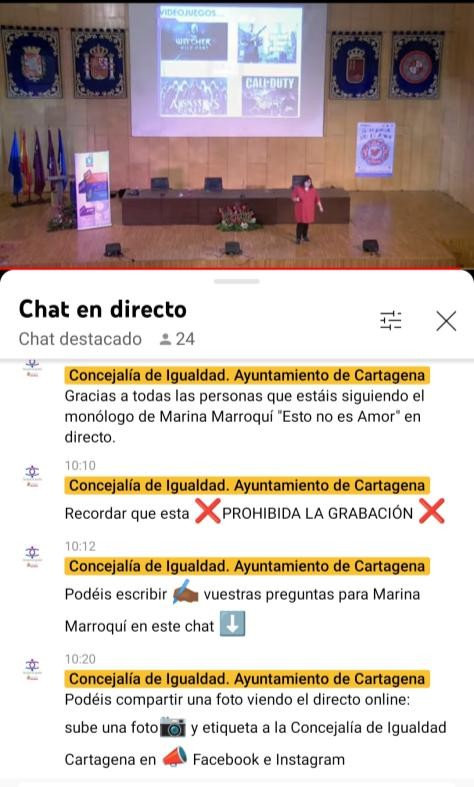 VIDEOJUEGOS...
WITCHER
WILD HUNT
ASSASSINS
CALL·DUTY
Chat en directo
Chat destacado 24
Concejalía de Igualdad. Ayuntamiento de Cartagena
Gracias a todas las personas que estáis siguiendo el
monólogo de Marina Marroquí "Esto no es Amor" en
directo.
10:10
Concejalía de Igualdad. Ayuntamiento de Cartagena
Recordar que esta ❌PROHIBIDA LA GRABACIÓN ❌
10:12
Concejalía de Igualdad. Ayuntamiento de Cartagena
Podéis escribir ✍🏾 vuestras preguntas para Marina
Marroquí en este chat ⬇️
10:20
Concejalía de Igualdad. Ayuntamiento de Cartagena
Podéis compartir una foto viendo el directo online:
sube una foto📷 y etiqueta a la Concejalía de Igualdad
Cartagena en 📣 Facebook e Instagram